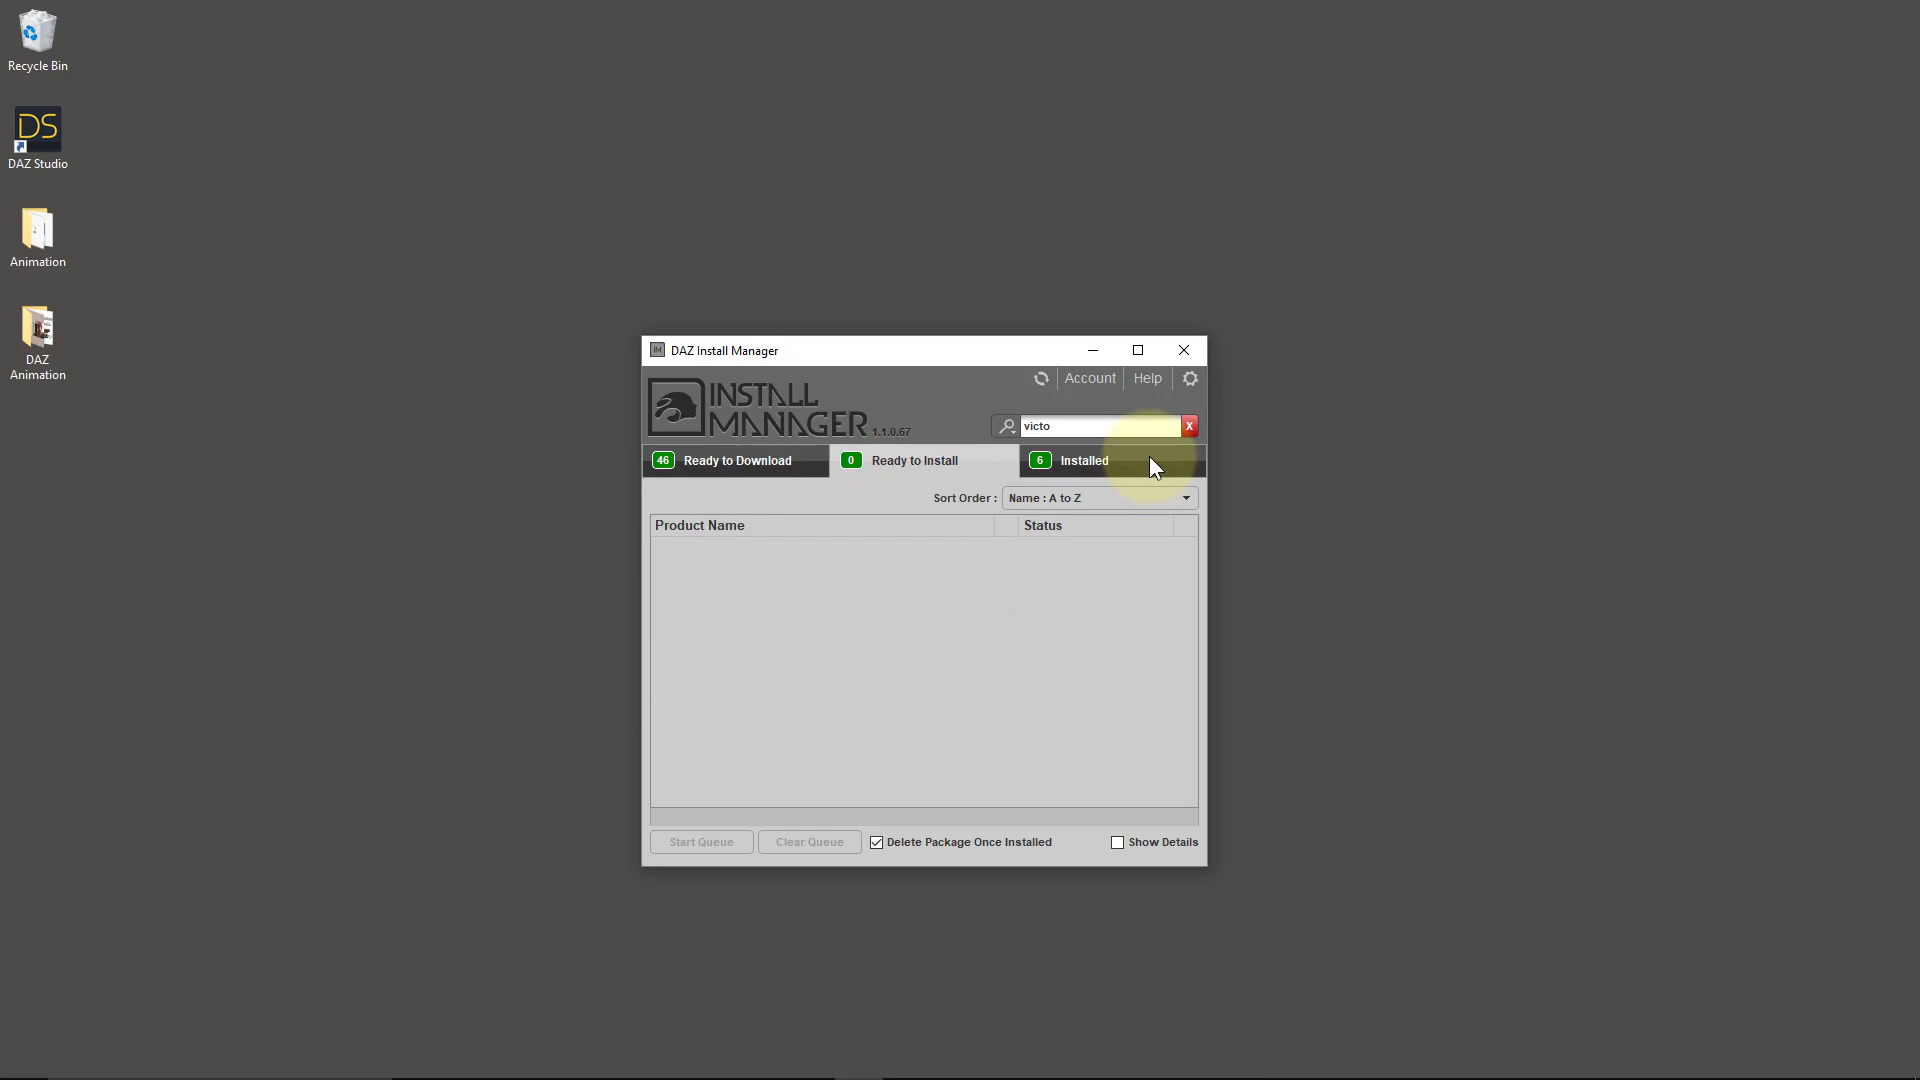 Recycle Bin
DS
DAZ Studio
Animation
DAZ
Animation
IM DAZ Install Manager
Account Help
INSTALL
MANAGER 1.1.0.67
victo X
46 Ready to Download 0 Ready to Install 6 Installed
Sort Order : Name : A to Z
Product Name Status
Start Queue Clear Queue Delete Package Once Installed Show Details